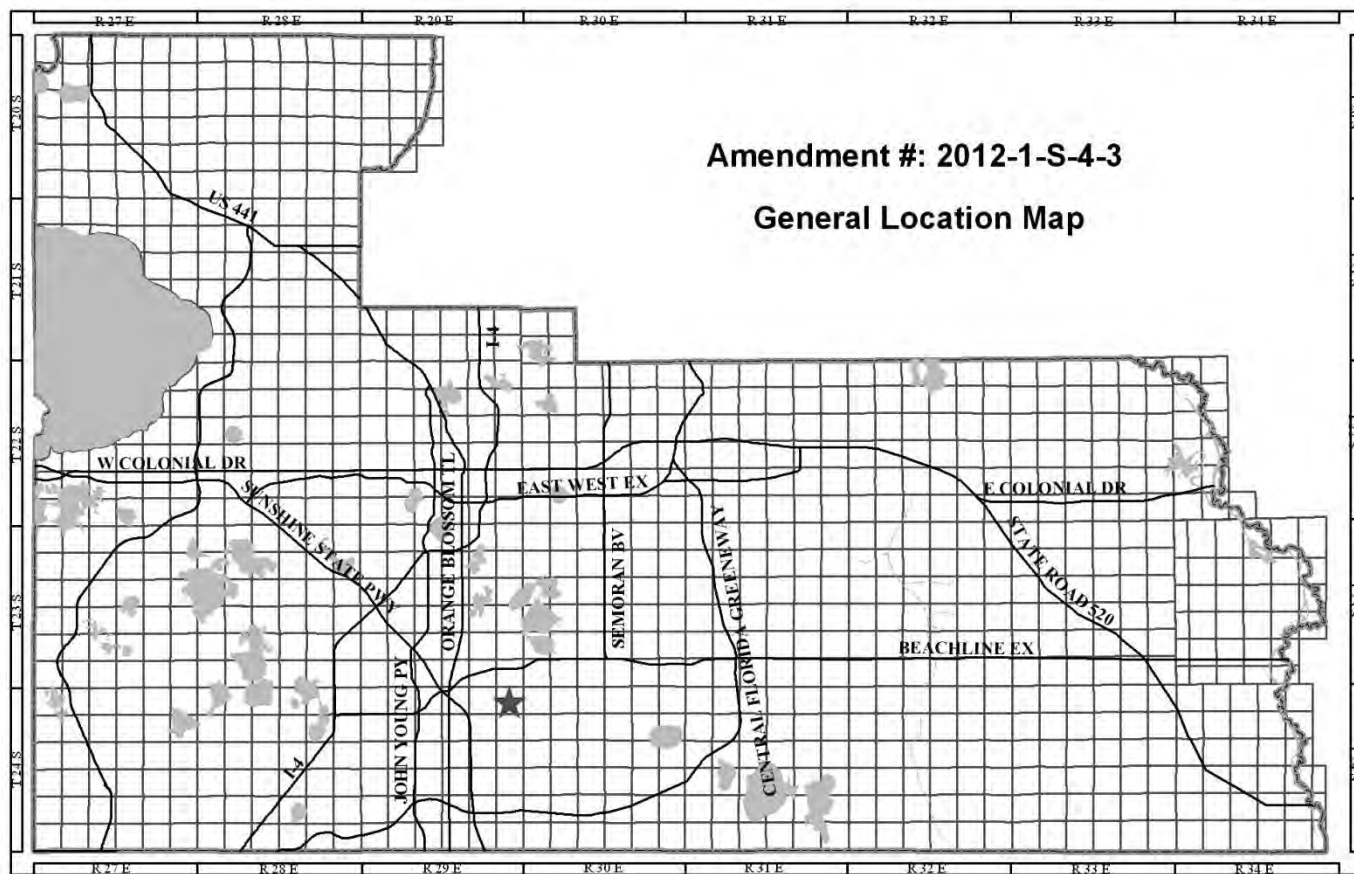 R 27 E
R 28 E
R 29 E
R 30 E
R 31 E
R 32 E
R 33 E
R 34 E
T 20 S
Amendment #: 2012-1-S-4-3
General Location Map
US 441
T 21 S
I-4
T 22 S
W COLONIAL DR
EAST WEST EX
E COLONIAL DR
SUNSHINE STATE PWY
ORANGE BLOSSOM TL
SEMORAN BV
CENTRAL FLORIDA GREENEWAY
STATE ROAD 520
T 23 S
BEACHLINE EX
JOHN YOUNG PY
I-4
T 24 S
R 27 E
R 28 E
R 29 E
R 30 E
R 31 E
R 32 E
R 33 E
R 34 E